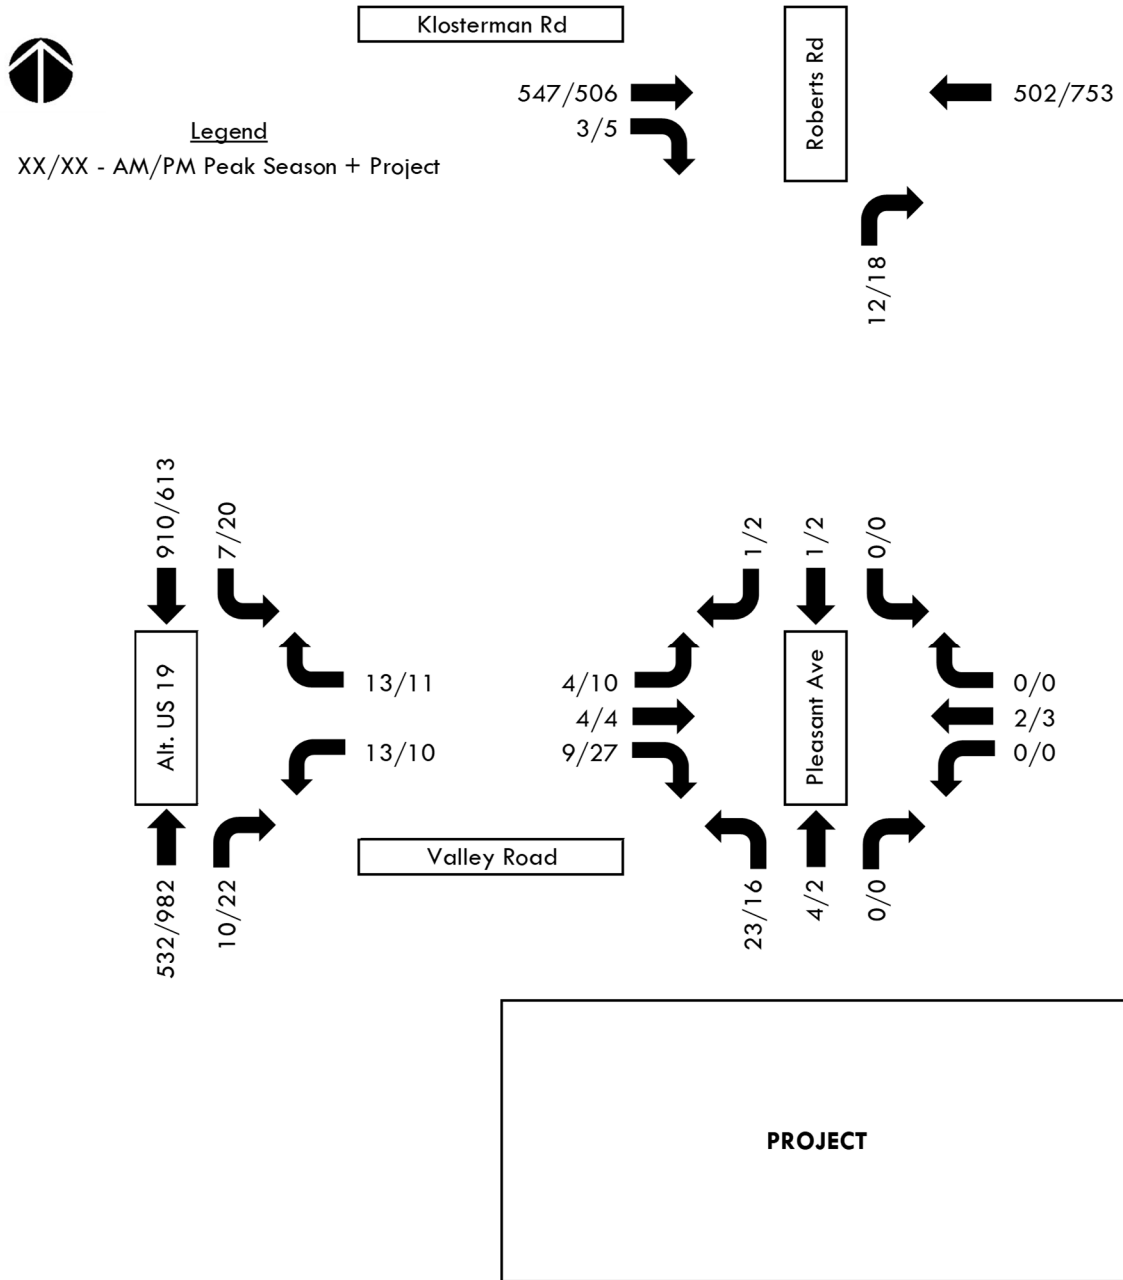 Klosterman Rd
Roberts Rd
547/506
502/753
3/5
Legend
XX/XX - AM/PM Peak Season + Project
12/18
910/613
7/20
1/2
1/2
0/0
Alt. US 19
13/11
4/10
Pleasant Ave
0/0
4/4
2/3
13/10
9/27
0/0
Valley Road
532/982
10/22
23/16
4/2
0/0
PROJECT